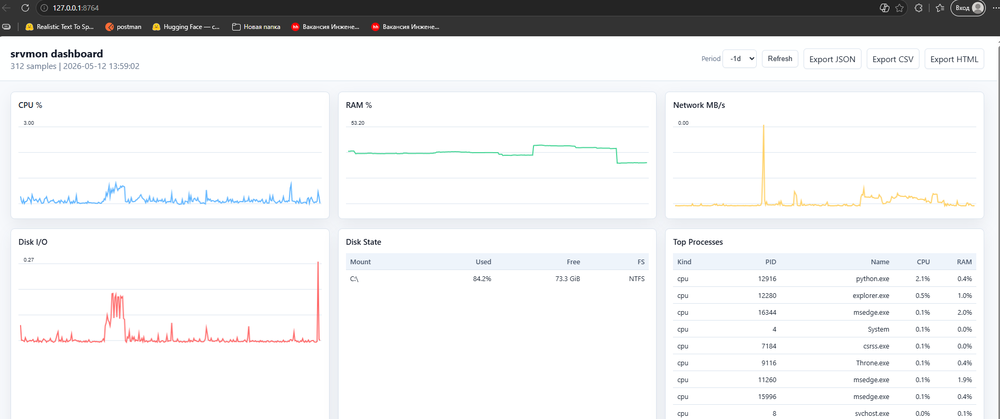 127.0.0.1:8764
Вход
Realistic Text To Sp...
postman
Hugging Face — c...
Новая папка
hh Вакансия Инжене...
hh Вакансия Инжене...
srvmon dashboard
312 samples | 2026-05-12 13:59:02
Period -1d Refresh Export JSON Export CSV Export HTML
CPU %
3.00
RAM %
53.20
Network MB/s
0.00
Disk I/O
0.27
Disk State
Mount Used Free FS
C:\ 84.2% 73.3 GiB NTFS
Top Processes
Kind PID Name CPU RAM
cpu 12916 python.exe 2.1% 0.4%
cpu 12280 explorer.exe 0.5% 1.0%
cpu 16344 msedge.exe 0.1% 2.0%
cpu 4 System 0.1% 0.0%
cpu 7184 csrss.exe 0.1% 0.0%
cpu 9116 Throne.exe 0.1% 0.4%
cpu 11260 msedge.exe 0.1% 1.9%
cpu 15996 msedge.exe 0.1% 0.4%
cpu 8 svchost.exe 0.0% 0.1%